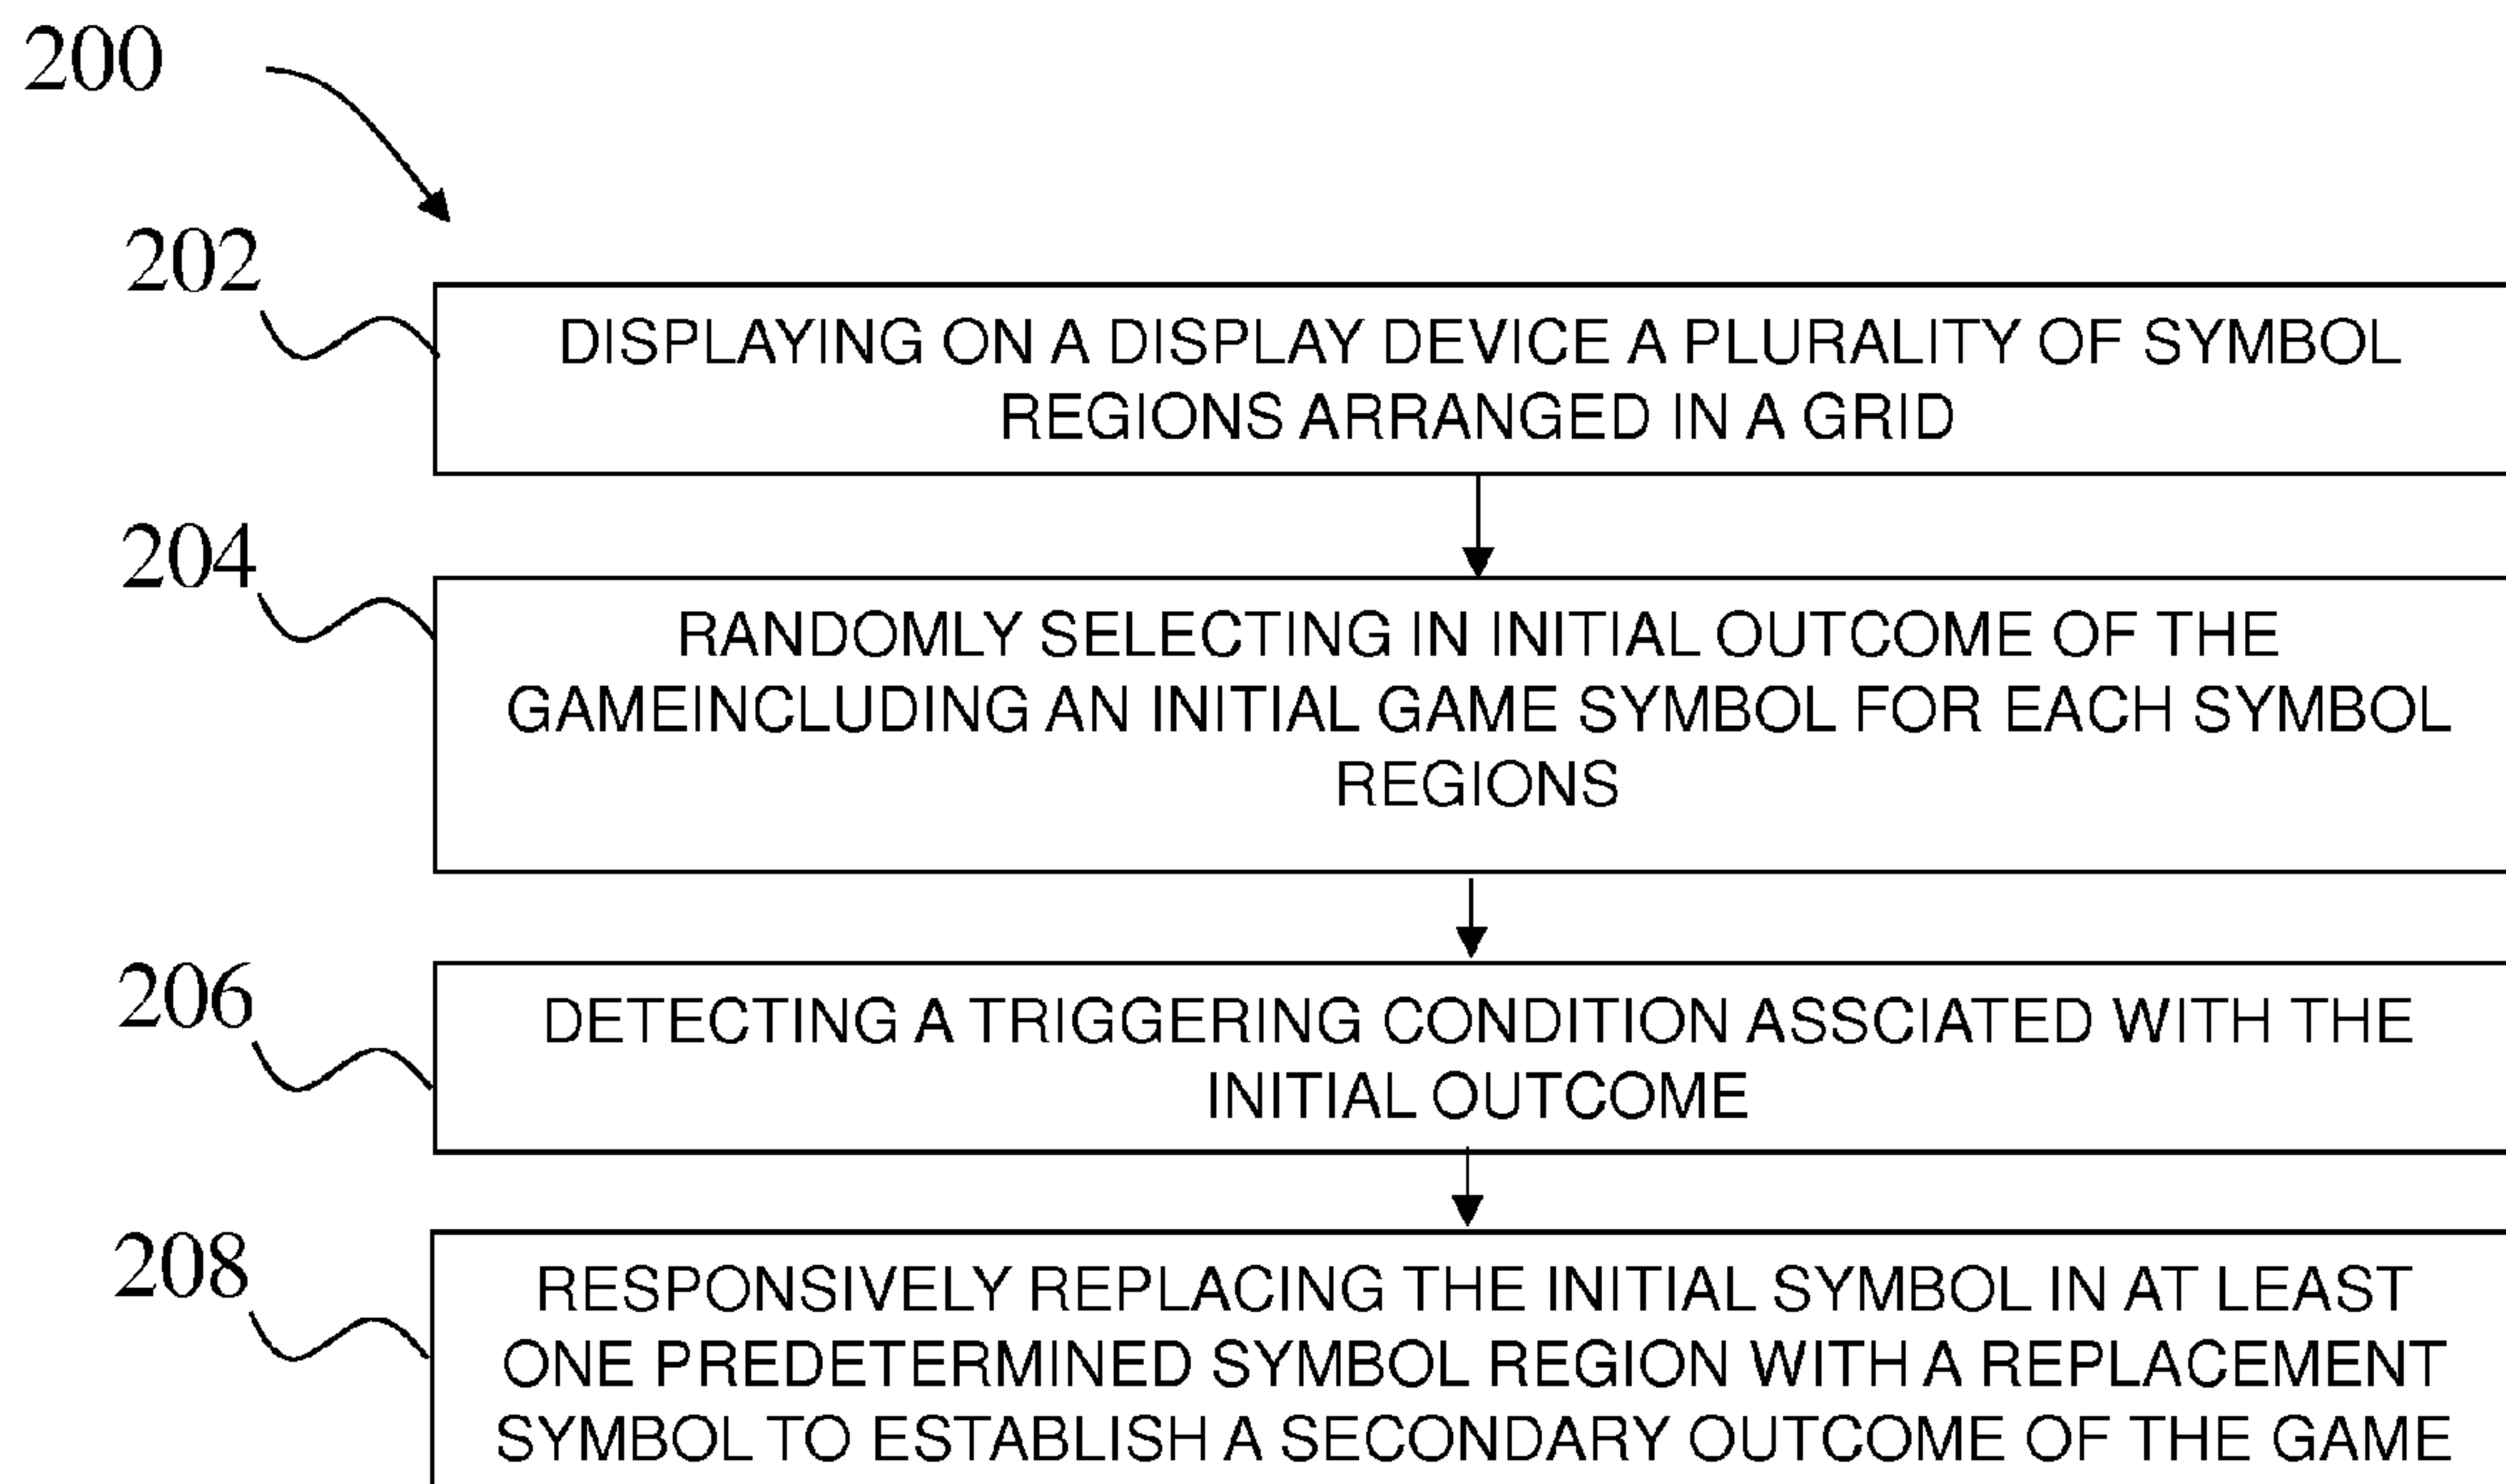 200
202
DISPLAYING ON A DISPLAY DEVICE A PLURALITY OF SYMBOL
REGIONS ARRANGED IN A GRID
204
RANDOMLY SELECTING IN INITIAL OUTCOME OF THE
GAMEINCLUDING AN INITIAL GAME SYMBOL FOR EACH SYMBOL
REGIONS
206
DETECTING A TRIGGERING CONDITION ASSCIATED WITH THE
INITIAL OUTCOME
208
RESPONSIVELY REPLACING THE INITIAL SYMBOL IN AT LEAST
ONE PREDETERMINED SYMBOL REGION WITH A REPLACEMENT
SYMBOL TO ESTABLISH A SECONDARY OUTCOME OF THE GAME